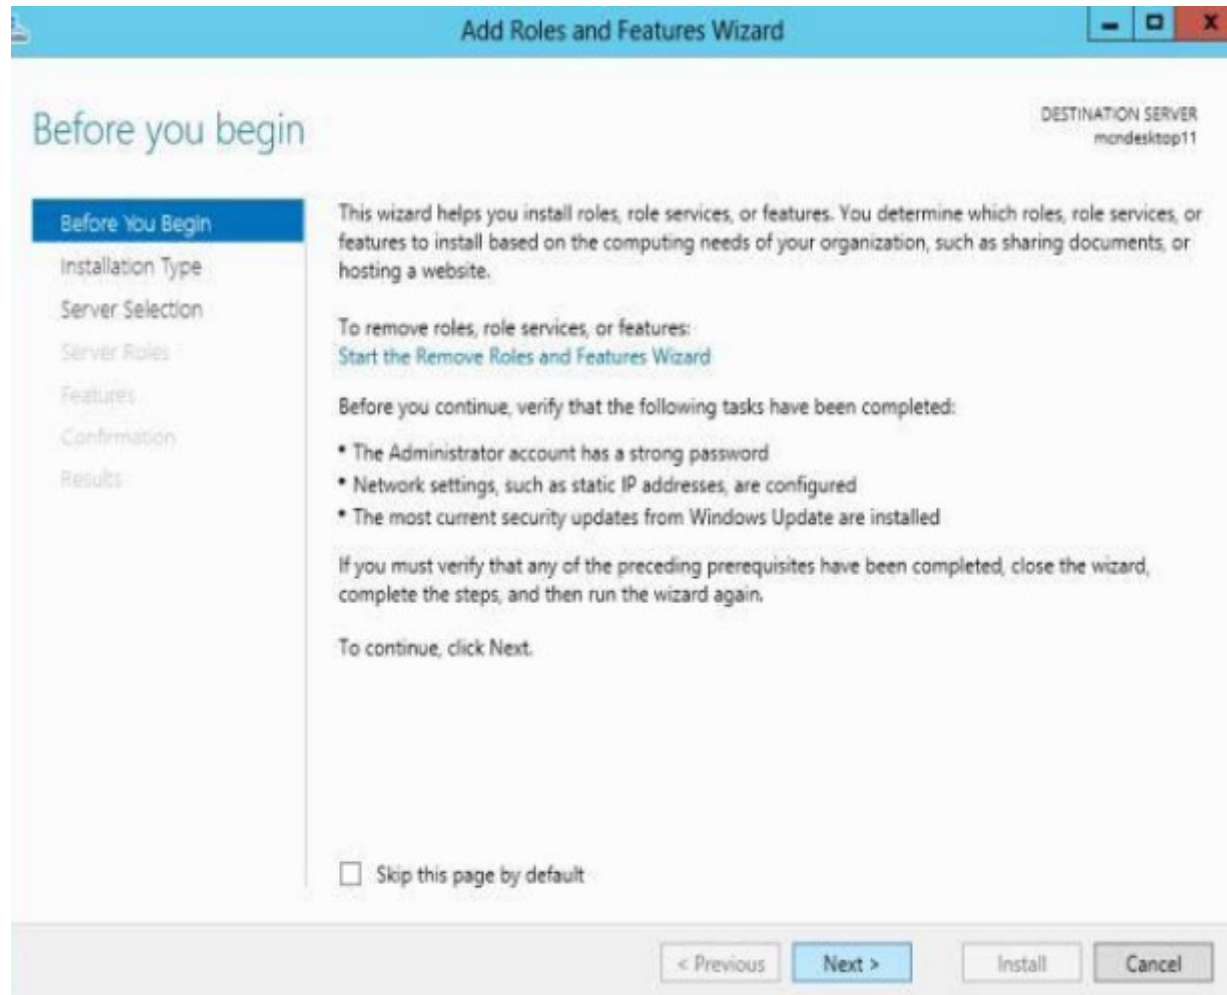 Add Roles and Features Wizard
Before you begin
DESTINATION SERVER
mcndesktop11
Before You Begin
Installation Type
Server Selection
Server Roles
Features
Confirmation
Results
This wizard helps you install roles, role services, or features. You determine which roles, role services, or
features to install based on the computing needs of your organization, such as sharing documents, or
hosting a website.
To remove roles, role services, or features:
Start the Remove Roles and Features Wizard
Before you continue, verify that the following tasks have been completed:
• The Administrator account has a strong password
• Network settings, such as static IP addresses, are configured
• The most current security updates from Windows Update are installed
If you must verify that any of the preceding prerequisites have been completed, close the wizard,
complete the steps, and then run the wizard again.
To continue, click Next.
Skip this page by default
< Previous
Next >
Install
Cancel